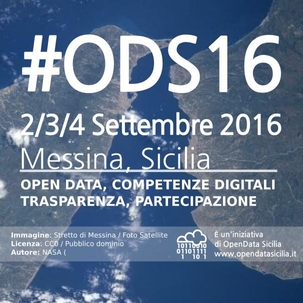 #ODS16
2/3/4 Settembre 2016
Messina, Sicilia
OPEN DATA, COMPETENZE DIGITALI
TRASPARENZA, PARTECIPAZIONE
Immagine: Stretto di Messina / Foto Satellite
Licenza: CC0 / Pubblico dominio
Autore: NASA (
È un'iniziativa
di OpenData Sicilia
www.opendatasicilia.it